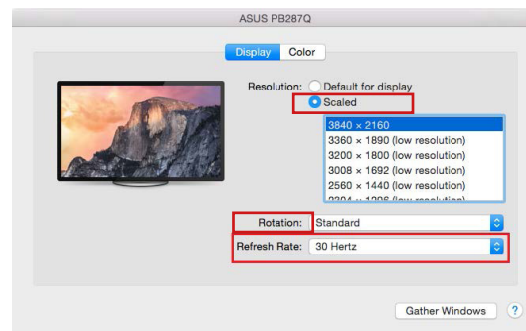 ASUS PB287Q
Display Color
Resolution: Default for display
Scaled
3840 × 2160
3360 × 1890 (low resolution)
3200 × 1800 (low resolution)
3008 × 1692 (low resolution)
2560 × 1440 (low resolution)
Rotation: Standard
Refresh Rate: 30 Hertz
Gather Windows ?